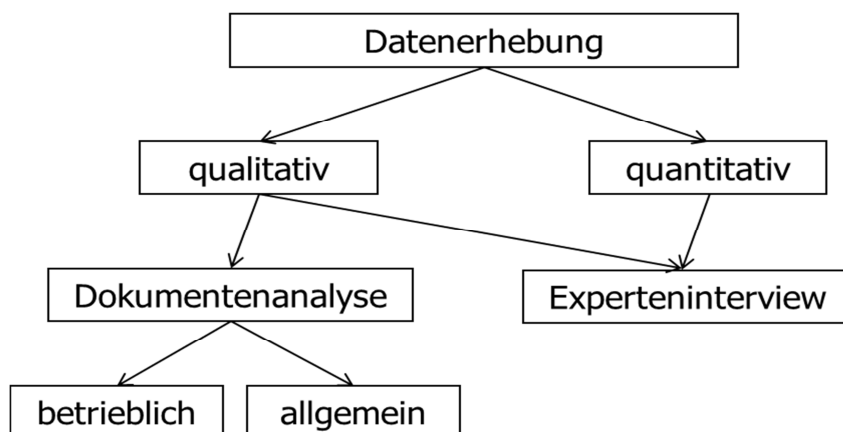 Datenerhebung
qualitativ
quantitativ
Dokumentenanalyse
Experteninterview
betrieblich
allgemein